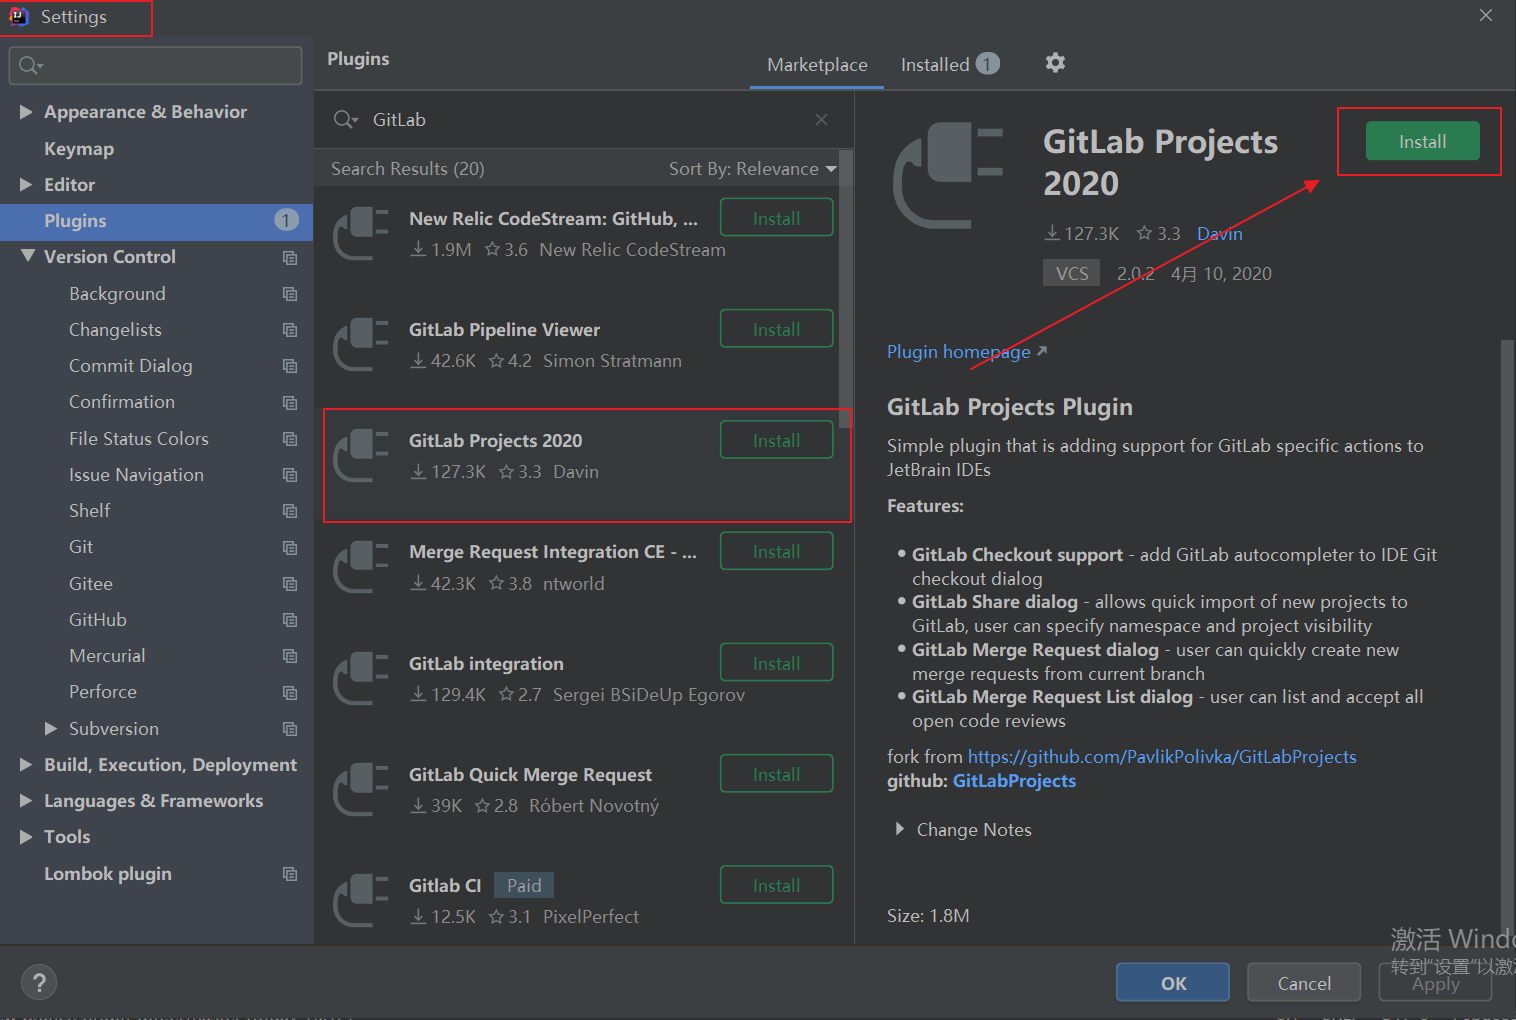 Settings
Plugins
Marketplace
Installed 1
Appearance & Behavior
Keymap
Editor
Plugins 1
Version Control
Background
Changelists
Commit Dialog
Confirmation
File Status Colors
Issue Navigation
Shelf
Git
Gitee
GitHub
Mercurial
Perforce
Subversion
Build, Execution, Deployment
Languages & Frameworks
Tools
Lombok plugin
GitLab
Search Results (20) Sort By: Relevance
New Relic CodeStream: GitHub, ... Install
1.9M 3.6 New Relic CodeStream
GitLab Pipeline Viewer Install
42.6K 4.2 Simon Stratmann
GitLab Projects 2020 Install
127.3K 3.3 Davin
Merge Request Integration CE - ... Install
42.3K 3.8 ntworld
GitLab integration Install
129.4K 2.7 Sergei BSiDeUp Egorov
GitLab Quick Merge Request Install
39K 2.8 Róbert Novotný
Gitlab CI Paid Install
12.5K 3.1 PixelPerfect
GitLab Projects
2020
Install
127.3K 3.3 Davin
VCS 2.0.2 4月 10, 2020
Plugin homepage
GitLab Projects Plugin
Simple plugin that is adding support for GitLab specific actions to
JetBrain IDEs
Features:
• GitLab Checkout support - add GitLab autocompleter to IDE Git
checkout dialog
• GitLab Share dialog - allows quick import of new projects to
GitLab, user can specify namespace and project visibility
• GitLab Merge Request dialog - user can quickly create new
merge requests from current branch
• GitLab Merge Request List dialog - user can list and accept all
open code reviews
fork from https://github.com/PavlikPolivka/GitLabProjects
github: GitLabProjects
Change Notes
Size: 1.8M
激活 Windo
转到"设置"以激
?
OK Cancel Apply